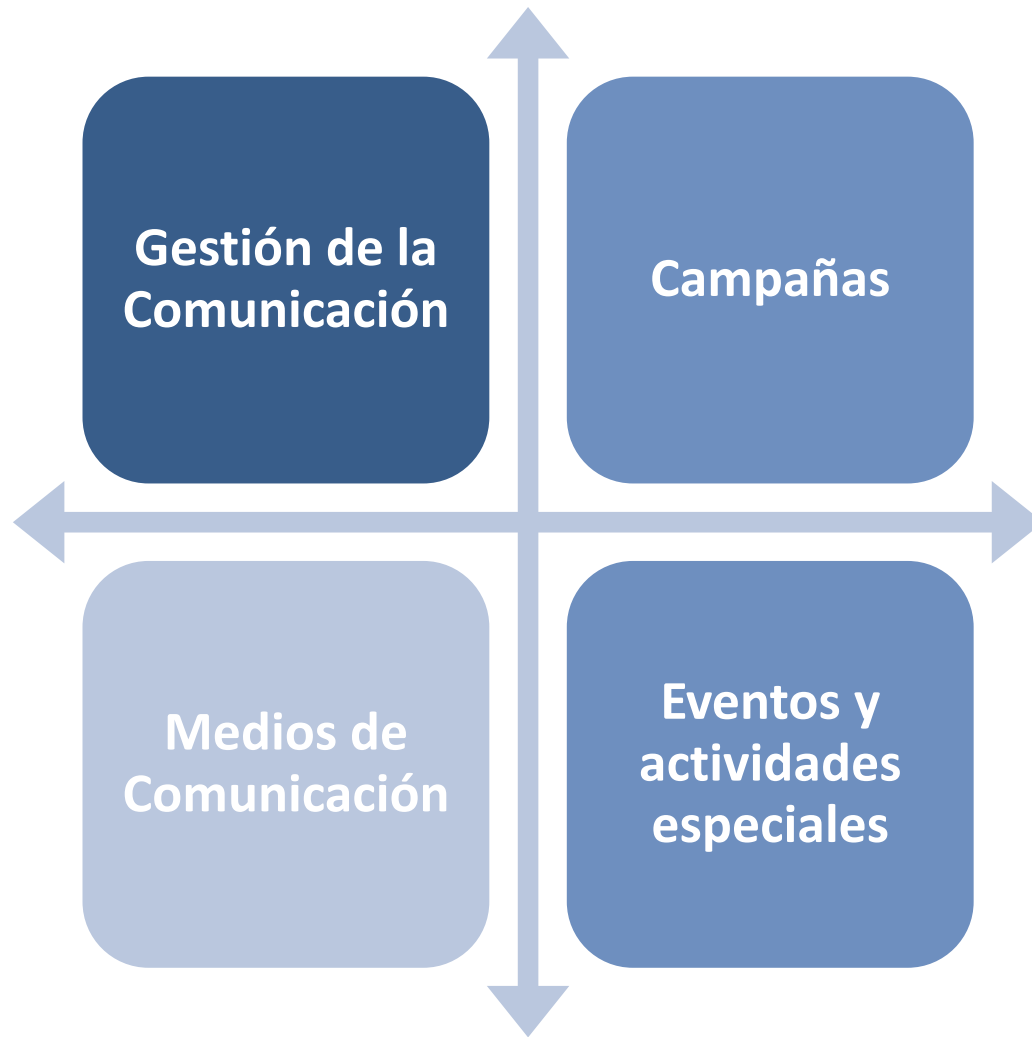 Gestión de la
Comunicación
Campañas
Medios de
Comunicación
Eventos y
actividades
especiales